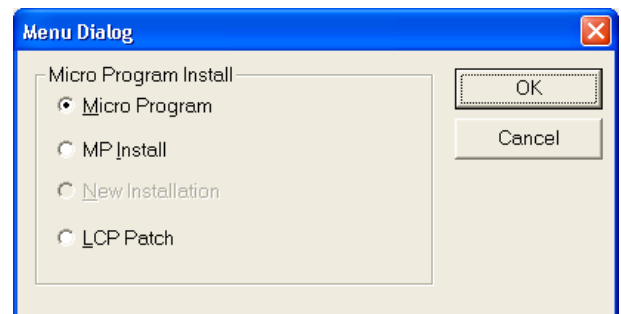 Menu Dialog
Micro Program Install
Micro Program
MP Install
New Installation
LCP Patch
OK
Cancel